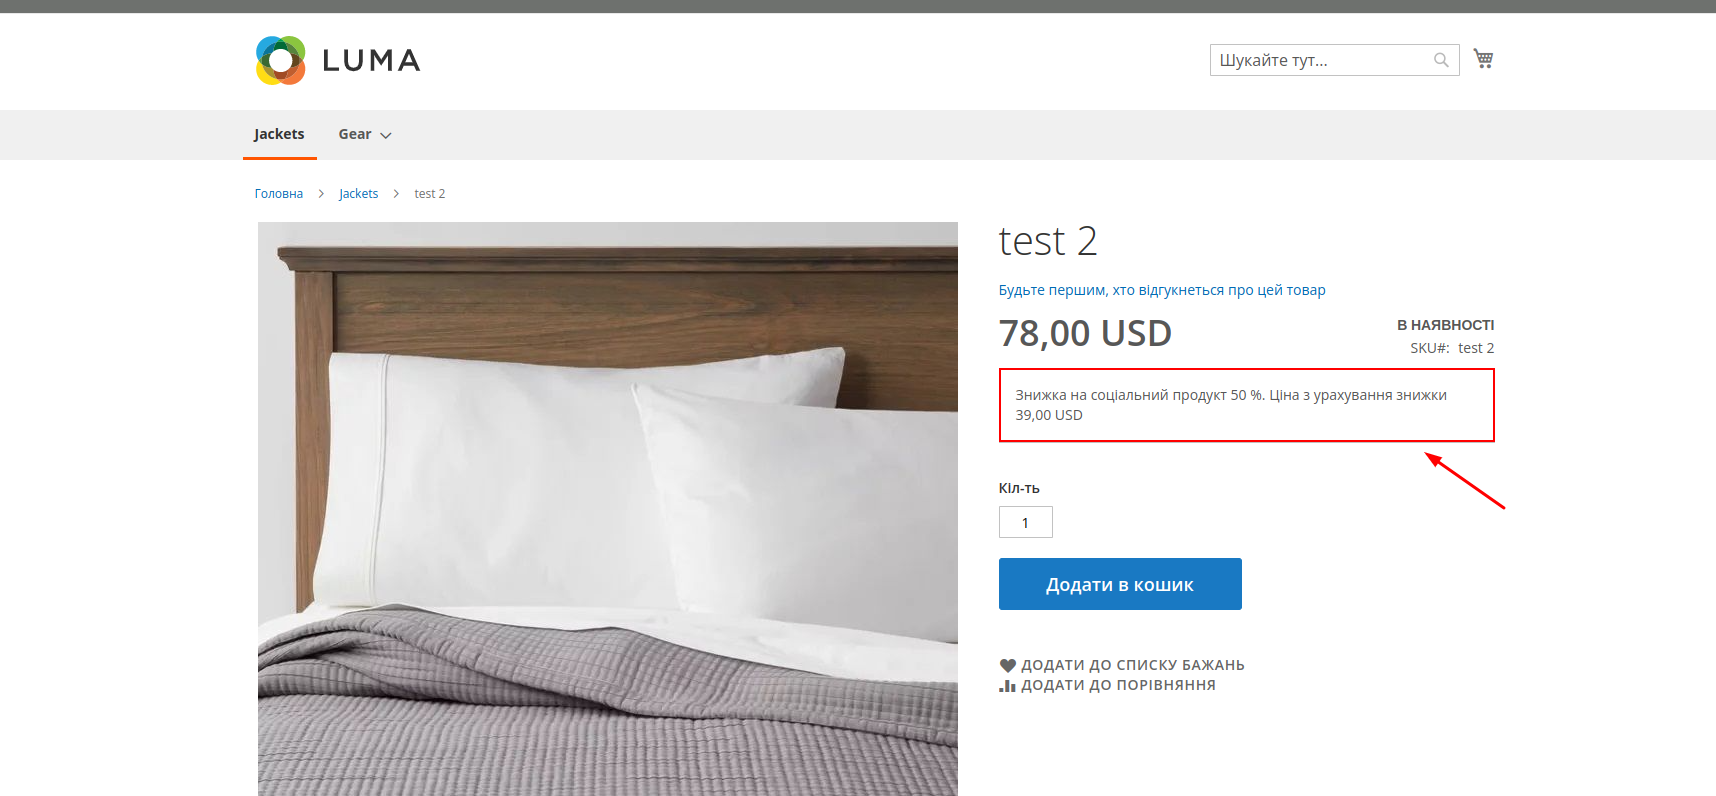 LUMA
Шукайте тут...
Jackets
Gear
Головна
Jackets
test 2
test 2
Будьте першим, хто відгукнеться про цей товар
78,00 USD
В НАЯВНОСТІ
SKU#: test 2
Знижка на соціальний продукт 50 %. Ціна з урахування знижки
39,00 USD
Кіл-ть
1
Додати в кошик
ДОДАТИ ДО СПИСКУ БАЖАНЬ
ДОДАТИ ДО ПОРІВНЯННЯ